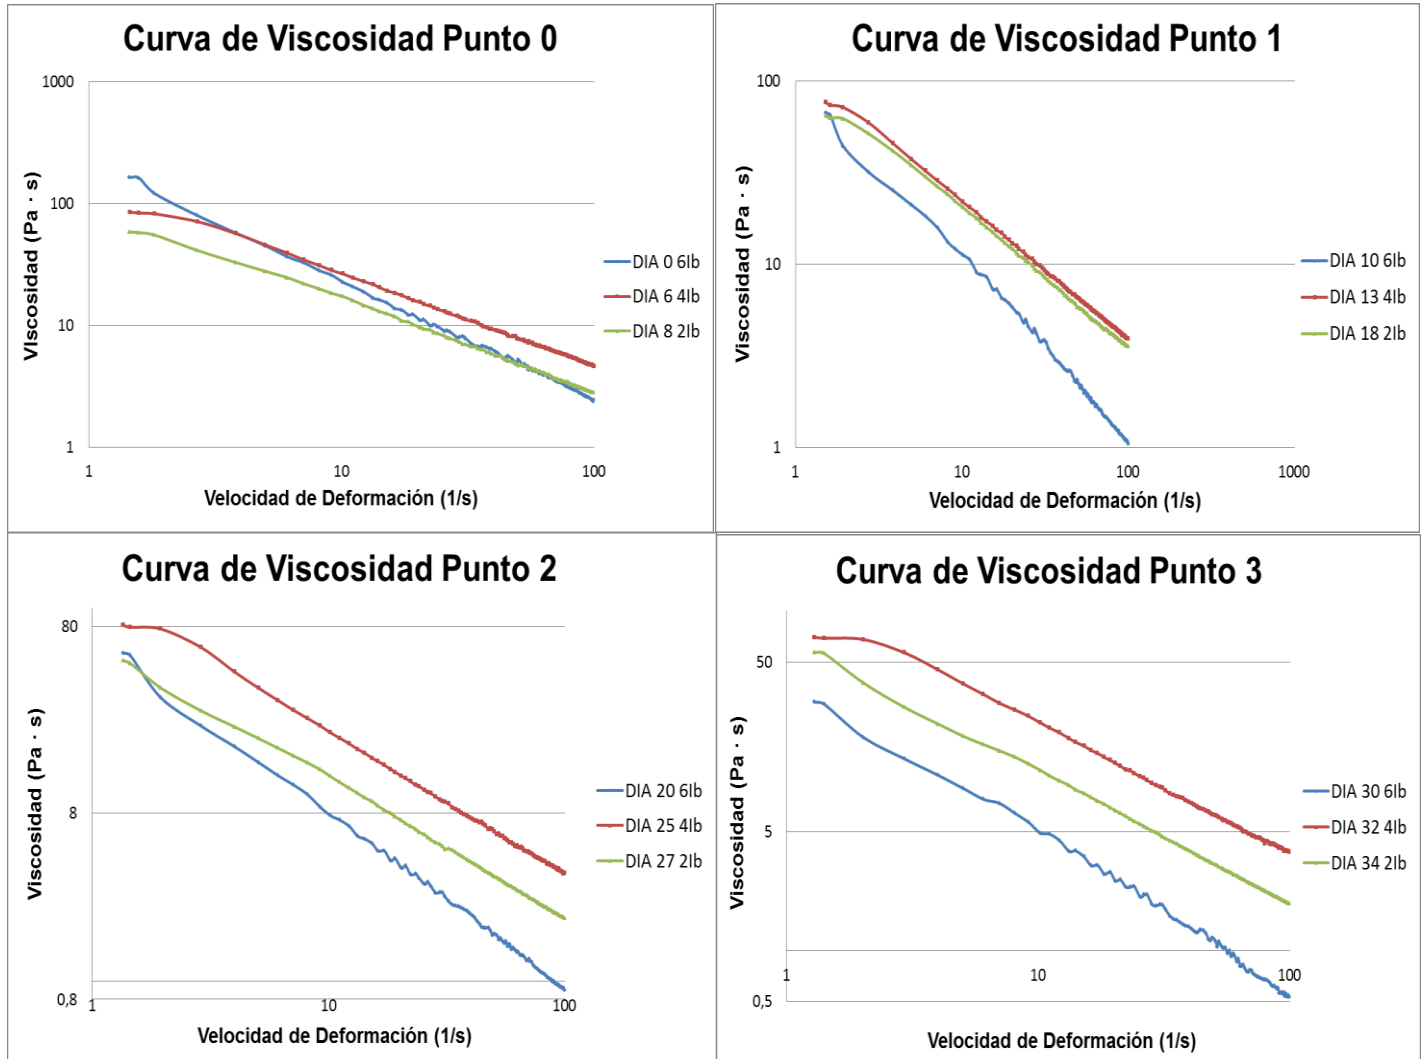 Curva de Viscosidad Punto 0
1000
100
10
1
1
10
100
Viscosidad (Pa · s)
Velocidad de Deformación (1/s)
DIA 0 6lb
DIA 6 4lb
DIA 8 2lb
Curva de Viscosidad Punto 1
100
10
1
1
10
100
1000
Viscosidad (Pa · s)
Velocidad de Deformación (1/s)
DIA 10 6lb
DIA 13 4lb
DIA 18 2lb
Curva de Viscosidad Punto 2
80
8
0,8
1
10
100
Viscosidad (Pa · s)
Velocidad de Deformación (1/s)
DIA 20 6lb
DIA 25 4lb
DIA 27 2lb
Curva de Viscosidad Punto 3
50
5
0,5
1
10
100
Viscosidad (Pa · s)
Velocidad de Deformación (1/s)
DIA 30 6lb
DIA 32 4lb
DIA 34 2lb